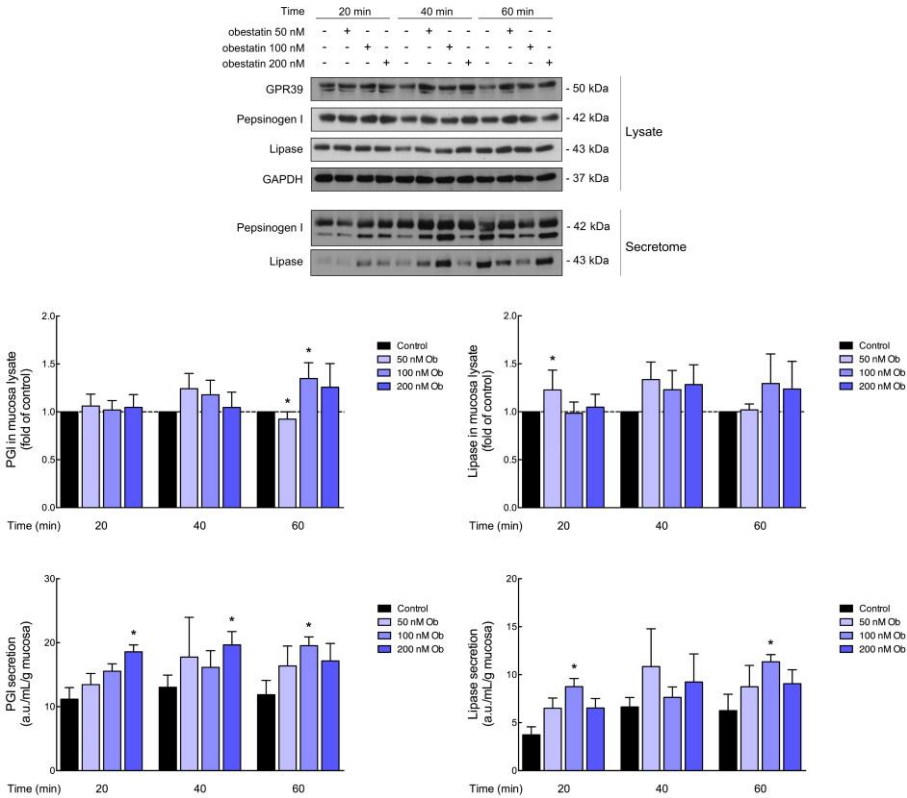 Time 20 min 40 min 60 min
obestatin 50 nM - + - - - + - - - + - -
obestatin 100 nM - - + - - - + - - - + -
obestatin 200 nM - - - + - - - + - - - +
GPR39 - 50 kDa
Pepsinogen I - 42 kDa
Lysate
Lipase - 43 kDa
GAPDH - 37 kDa
Pepsinogen I - 42 kDa
Secretome
Lipase - 43 kDa
PGI in mucosa lysate
(fold of control)
2.0
1.5
1.0
0.5
0.0
* *
Control
50 nM Ob
100 nM Ob
200 nM Ob
Time (min) 20 40 60
Lipase in mucosa lysate
(fold of control)
2.0
1.5
1.0
0.5
0.0
*
Control
50 nM Ob
100 nM Ob
200 nM Ob
Time (min) 20 40 60
PGI secretion
(a.u./mL/g mucosa)
30
20
10
0
* * *
Control
50 nM Ob
100 nM Ob
200 nM Ob
Time (min) 20 40 60
Lipase secretion
(a.u./mL/g mucosa)
20
15
10
5
0
* *
Control
50 nM Ob
100 nM Ob
200 nM Ob
Time (min) 20 40 60